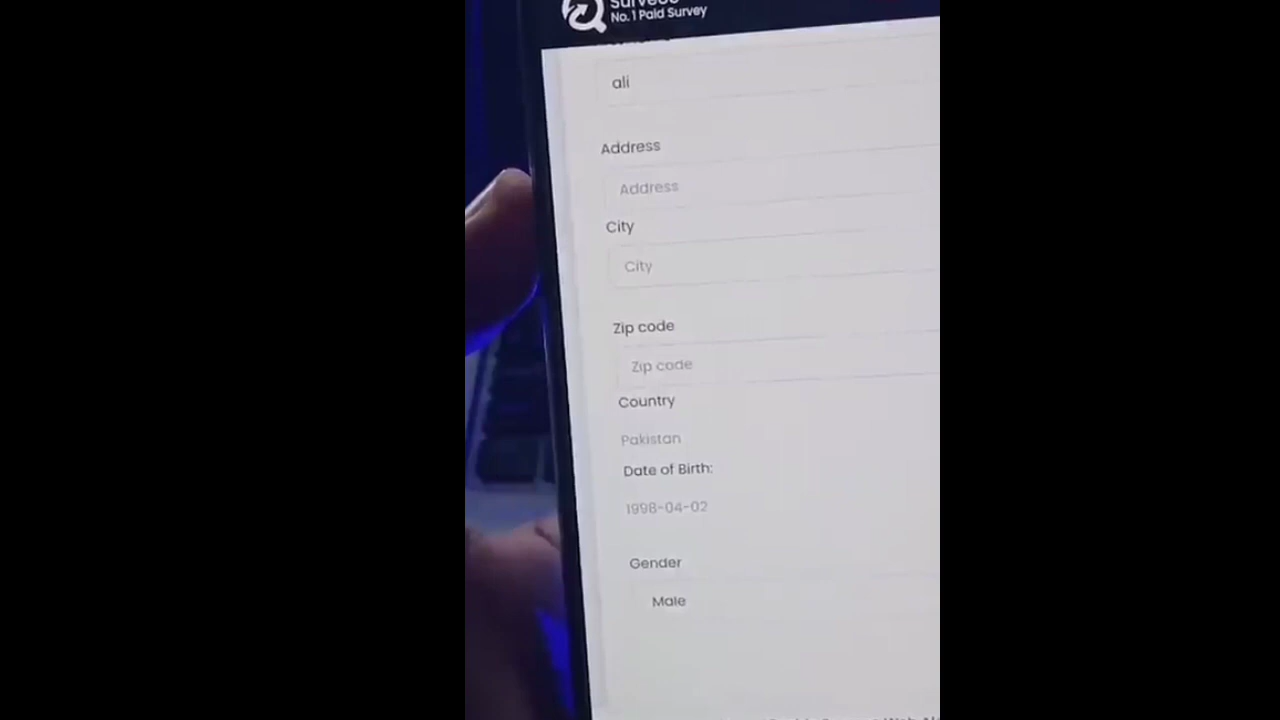 No. 1 Paid Survey
ali
Address
Address
City
City
Zip code
Zip code
Country
Pakistan
Date of Birth:
1998-04-02
Gender
Male